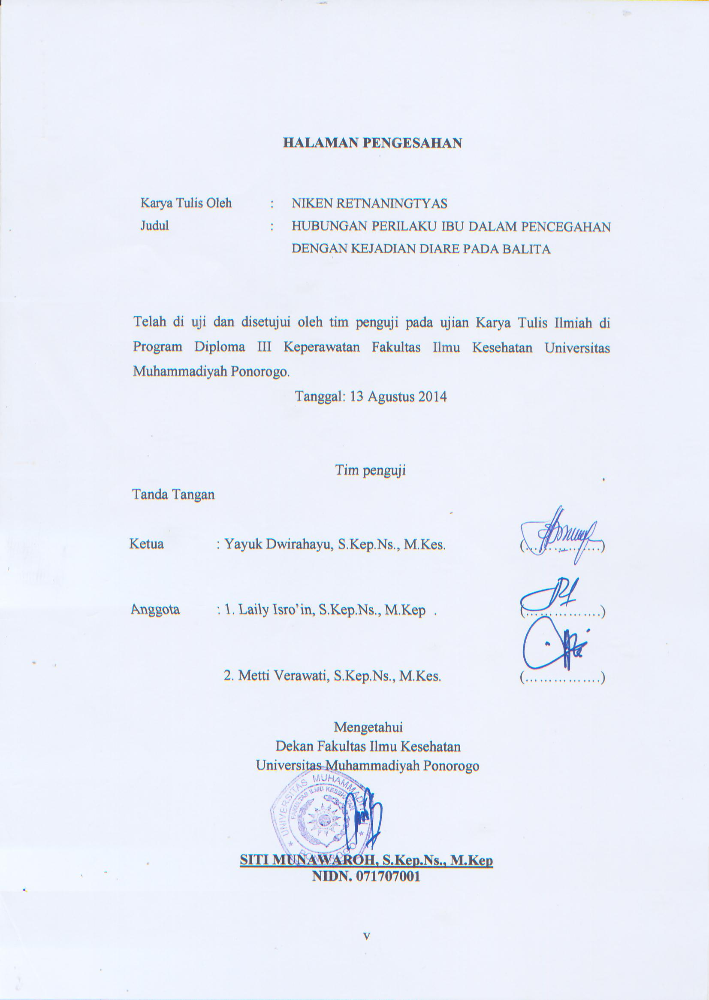 HALAMAN PENGESAHAN
Karya Tulis Oleh : NIKEN RETNANINGTYAS
Judul : HUBUNGAN PERILAKU IBU DALAM PENCEGAHAN
DENGAN KEJADIAN DIARE PADA BALITA
Telah di uji dan disetujui oleh tim penguji pada ujian Karya Tulis Ilmiah di
Program Diploma III Keperawatan Fakultas Ilmu Kesehatan Universitas
Muhammadiyah Ponorogo.
Tanggal: 13 Agustus 2014
Tim penguji
Tanda Tangan
Ketua : Yayuk Dwirahayu, S.Kep.Ns., M.Kes. (................)
Anggota : 1. Laily Isro’in, S.Kep.Ns., M.Kep . (................)
2. Metti Verawati, S.Kep.Ns., M.Kes. (................)
Mengetahui
Dekan Fakultas Ilmu Kesehatan
Universitas Muhammadiyah Ponorogo
UNIVERSITAS MUHAMMADIYAH
FAKULTAS ILMU KESEHATAN
PONOROGO
SITI MUNAWAROH, S.Kep.Ns., M.Kep
NIDN. 071707001
v